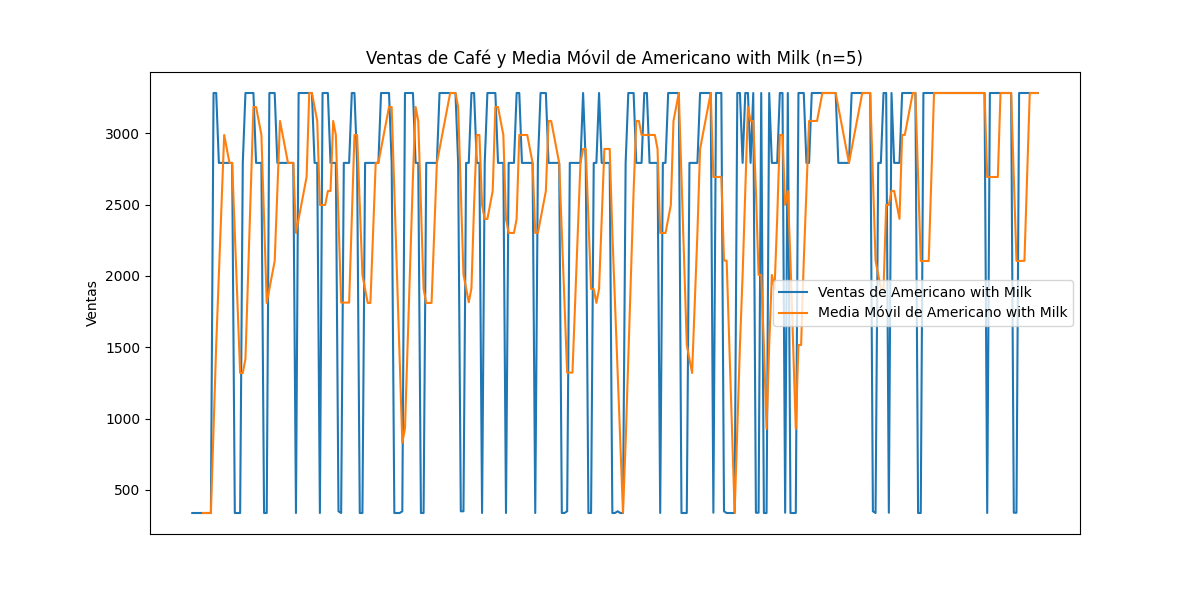 Ventas de Café y Media Móvil de Americano with Milk (n=5)
Ventas
3000
2500
2000
1500
1000
500
Ventas de Americano with Milk
Media Móvil de Americano with Milk